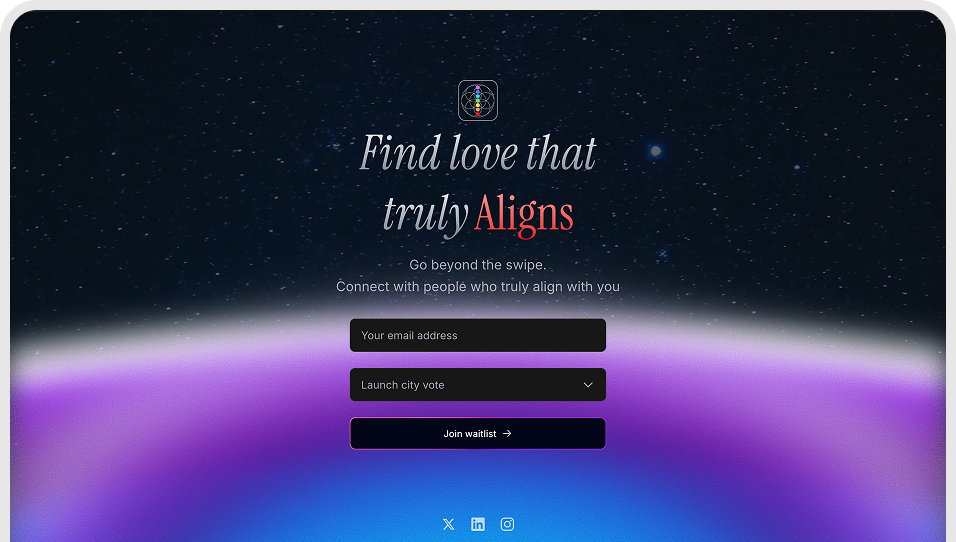 Find love that
truly Aligns
Go beyond the swipe.
Connect with people who truly align with you
Your email address
Launch city vote
Join waitlist